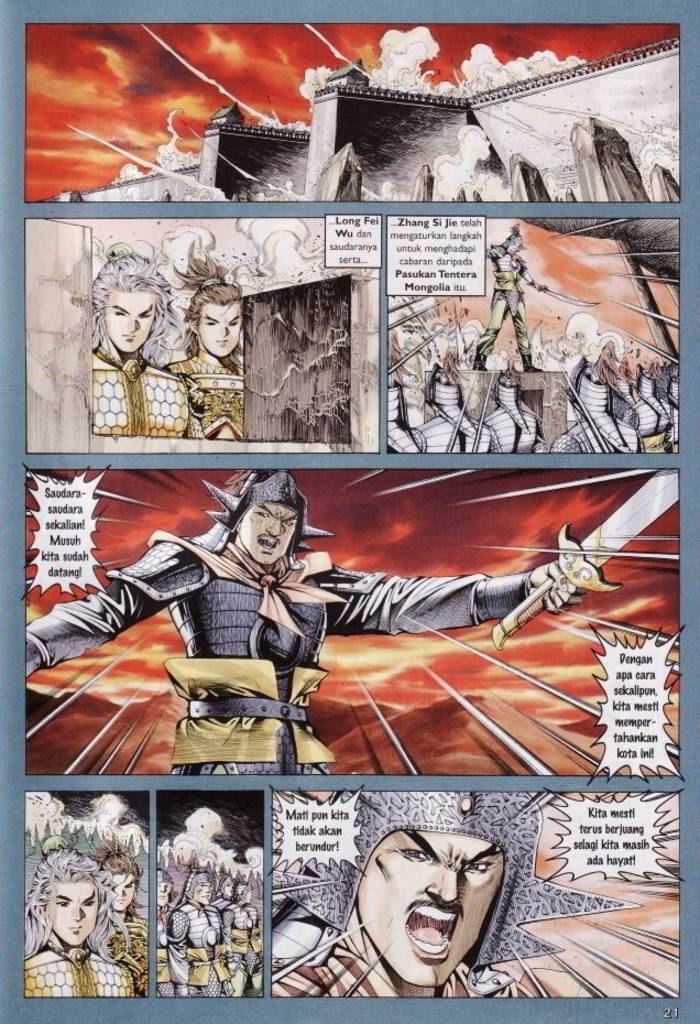 ...Long Fei
Wu dan
saudaranya
serta...
...Zhang Si Jie telah
mengaturkan langkah
untuk menghadapi
cabaran daripada
Pasukan Tentera
Mongolia itu.
Saudara-
saudara
sekalian!
Musuh
kita sudah
datang!
Dengan
apa cara
sekalipun,
kita mesti
memper-
tahankan
kota ini!
Mati pun kita
tidak akan
berundur!
Kita mesti
terus berjuang
selagi kita masih
ada hayat!
21